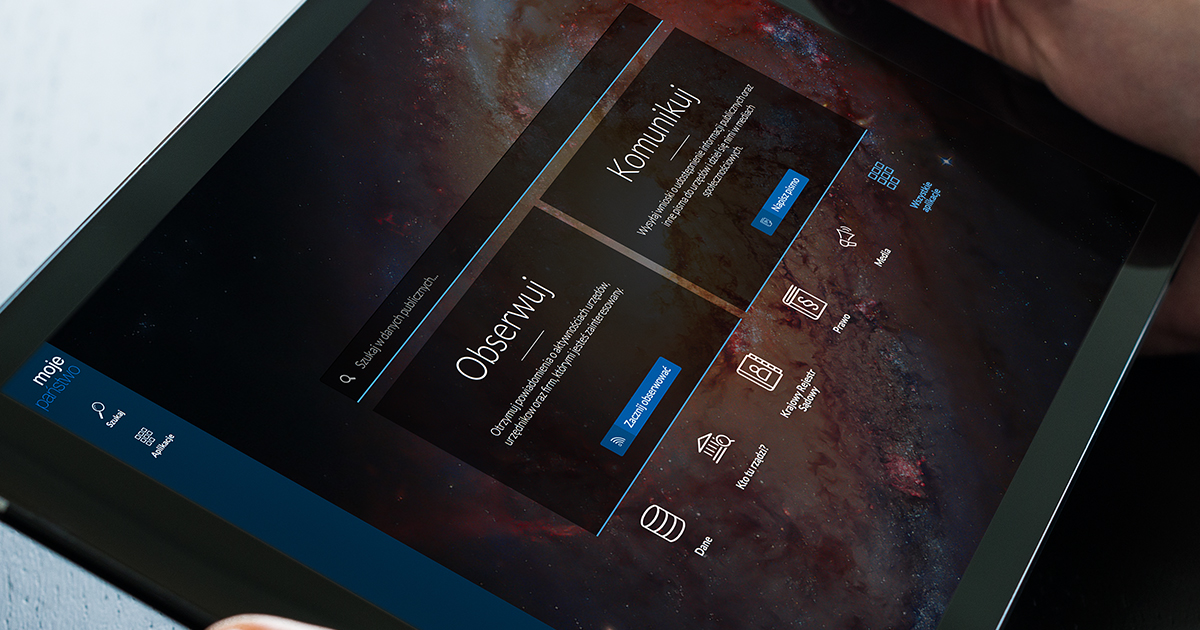 moje
państwo
Szukaj
Aplikacje
Szukaj w danych publicznych...
Obserwuj
Otrzymuj powiadomienia o aktywnościach urzędów,
urzędników oraz firm, którymi jesteś zainteresowany.
Zacznij obserwować
Komunikuj
Wysyłaj wnioski o udostępnienie informacji publicznych oraz
inne pisma do urzędów i dziel się nimi w mediach
społecznościowych.
Napisz pismo
Dane
Kto tu rządzi?
Krajowy Rejestr
Sądowy
Prawo
Media
Wszystkie
aplikacje